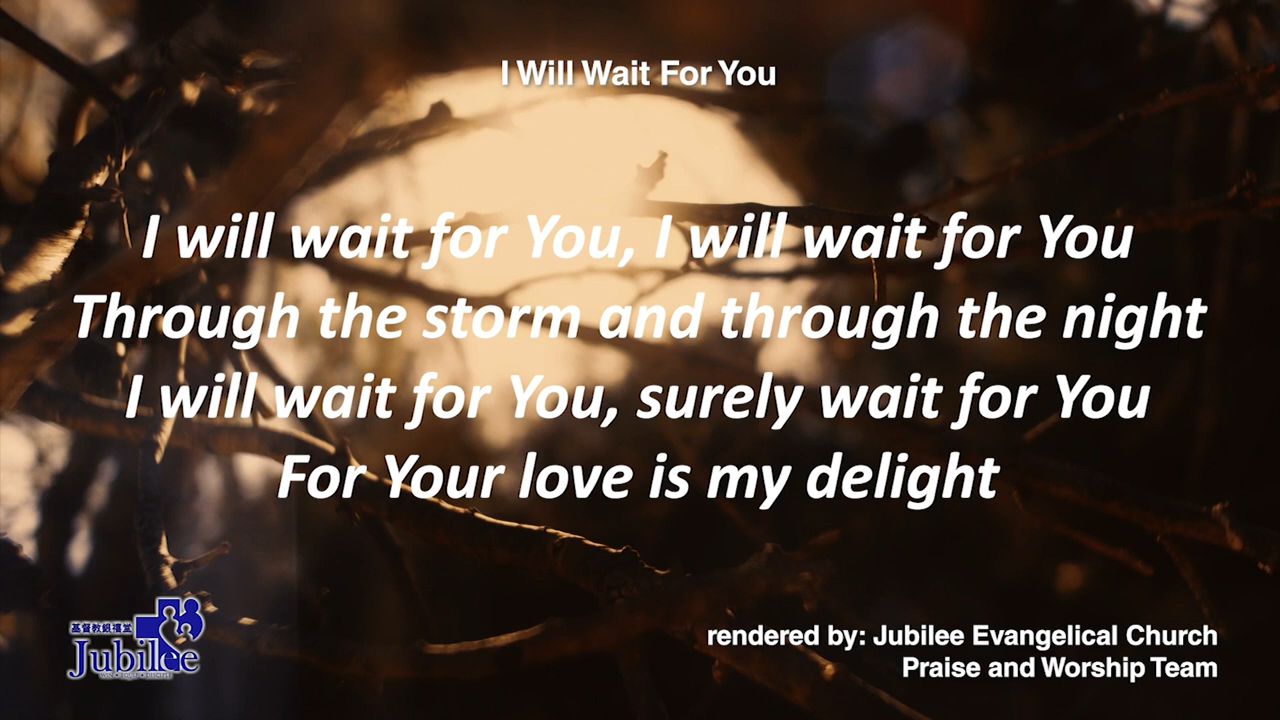 I Will Wait For You
I will wait for You, I will wait for You
Through the storm and through the night
I will wait for You, surely wait for You
For Your love is my delight
基督教銀禧堂
Jubilee
rendered by: Jubilee Evangelical Church
Praise and Worship Team